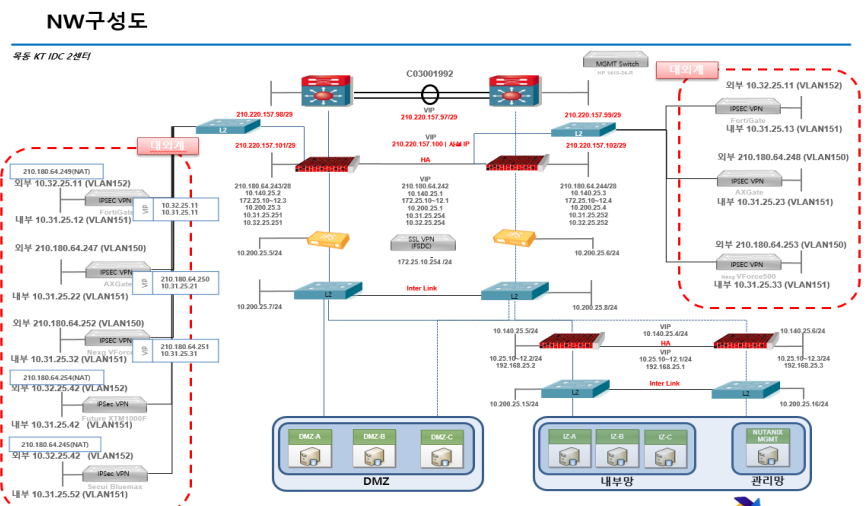 NW구성도
목동 KT IDC 2센터
C03001992
MGMT Switch
HP 1410-24-R
대외계
VIP
210.220.157.97/29
210.220.157.98/29
L2
210.220.157.101/29
VIP
210.220.157.100 | 사설 IP
HA
210.220.157.99/29
L2
210.220.157.102/29
외부 10.32.25.11 (VLAN152)
IPSEC VPN
FortiGate
내부 10.31.25.13 (VLAN151)
외부 210.180.64.248 (VLAN150)
IPSEC VPN
AXGate
내부 10.31.25.23 (VLAN151)
외부 210.180.64.253 (VLAN150)
IPSEC VPN
Nexg VForce500
내부 10.31.25.33 (VLAN151)
대외계
210.180.64.249(NAT)
외부 10.32.25.11 (VLAN152)
IPSEC VPN
FortiGate
내부 10.31.25.12 (VLAN151)
VIP
10.32.25.11
10.31.25.11
외부 210.180.64.247 (VLAN150)
IPSEC VPN
AXGate
내부 10.31.25.22 (VLAN151)
VIP
210.180.64.250
10.31.25.21
외부 210.180.64.252 (VLAN150)
IPSEC VPN
Nexg VForce
내부 10.31.25.32 (VLAN151)
VIP
210.180.64.251
10.31.25.31
210.180.64.254(NAT)
외부 10.32.25.42 (VLAN152)
IPSec VPN
Future XTM1000F
내부 10.31.25.42 (VLAN151)
210.180.64.245(NAT)
외부 10.32.25.42 (VLAN152)
IPSec VPN
Secui Bluemax
내부 10.31.25.52 (VLAN151)
210.180.64.243/28
10.140.25.2
172.25.10~12.3
10.200.25.3
10.31.25.251
10.32.25.251
VIP
210.180.64.242
10.140.25.1
172.25.10~12.1
10.200.25.1
10.31.25.254
10.32.25.254
210.180.64.244/28
10.140.25.3
172.25.10~12.4
10.200.25.4
10.31.25.252
10.32.25.252
10.200.25.5/24
SSL VPN
(FSDC)
172.25.10.254 /24
10.200.25.6/24
L2
Inter Link
L2
10.200.25.7/24
10.200.25.8/24
10.140.25.5/24
VIP
10.140.25.4/24
HA
10.140.25.6/24
10.25.10~12.2/24
192.168.25.2
VIP
10.25.10~12.1/24
192.168.25.1
10.25.10~12.3/24
192.168.25.3
L2
Inter Link
L2
10.200.25.15/24
10.200.25.16/24
DMZ-A
DMZ-B
DMZ-C
DMZ
IZ-A
IZ-B
IZ-C
내부망
NUTANIX
MGMT
관리망